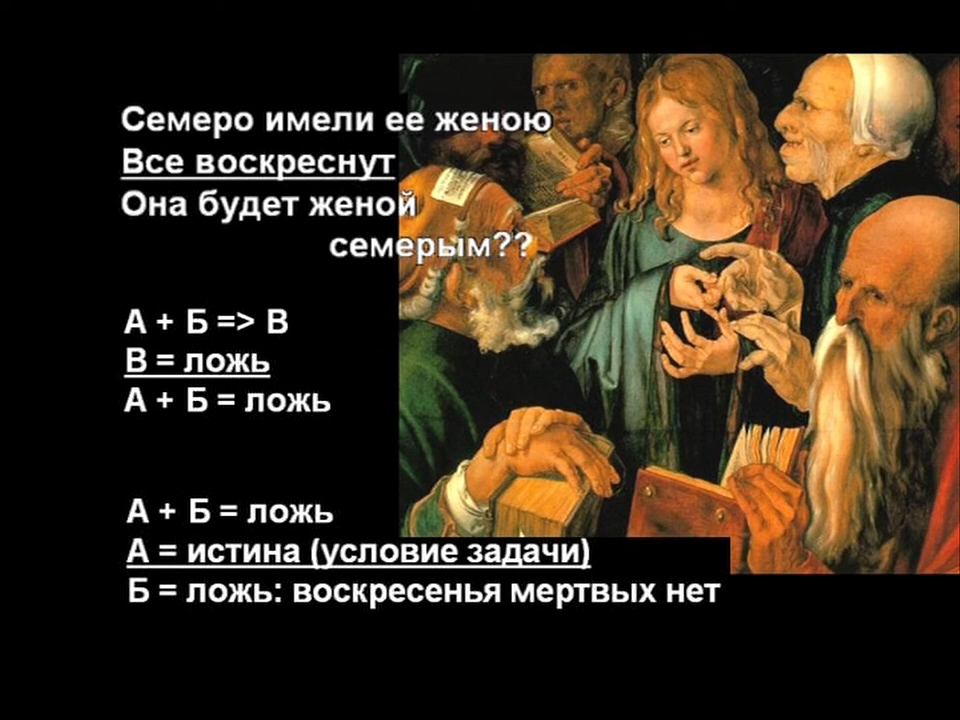 Семеро имели ее женою
Все воскреснут
Она будет женой
семерым??
А + Б => В
В = ложь
А + Б = ложь
А + Б = ложь
А = истина (условие задачи)
Б = ложь: воскресенья мертвых нет